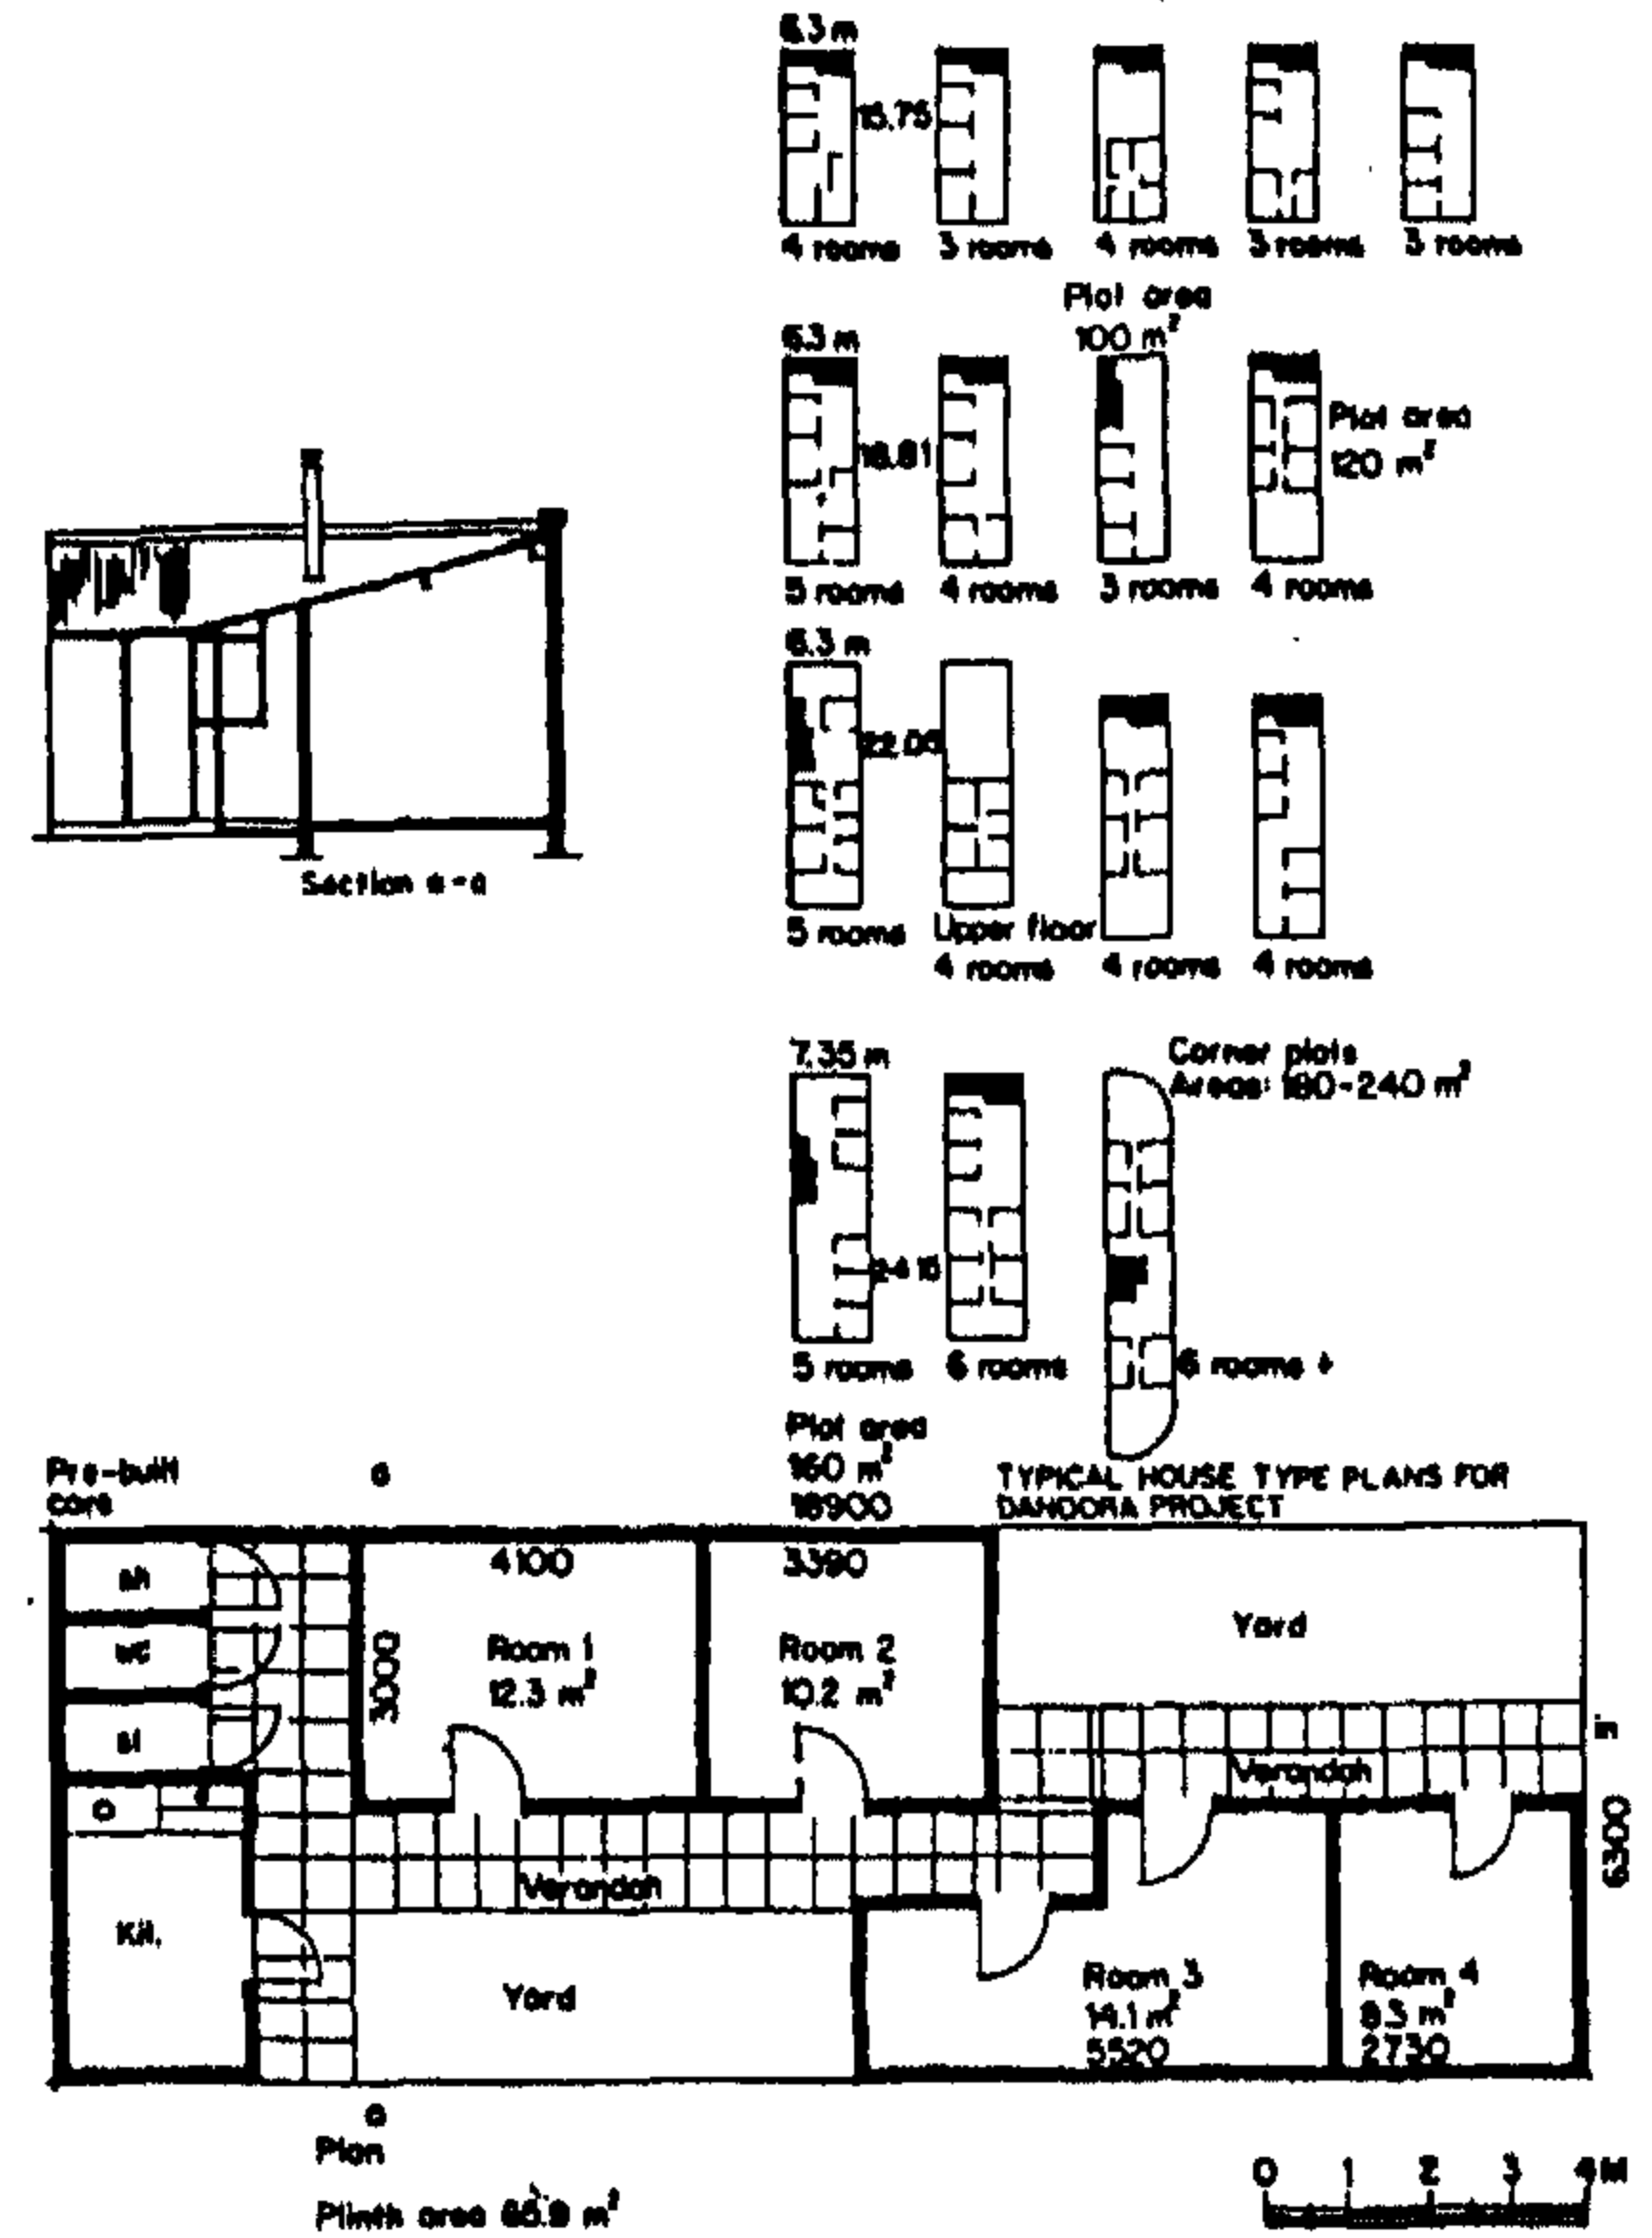 6.3 m
15.75
4 rooms
3 rooms
4 rooms
3 rooms
3 rooms
Plot area
100 m²
6.3 m
18.81
Plot area
120 m²
5 rooms
4 rooms
3 rooms
4 rooms
Section a-a
6.3 m
22.05
5 rooms
Upper floor
4 rooms
4 rooms
4 rooms
7.35 m
Corner plots
Areas: 180-240 m²
24.15
5 rooms
6 rooms
6 rooms +
Plot area
160 m²
TYPICAL HOUSE TYPE PLANS FOR
DANDORA PROJECT
Pre-built
core
a
18900
sh
4100
3390
Yard
wc
3000
Room 1
12.3 m²
Room 2
10.2 m²
st
in
Verandah
6300
Verandah
Kit.
Yard
Room 3
14.1 m²
5520
Room 4
8.3 m²
2730
a
Plan
0 1 2 3 4 M
Plinth area m²